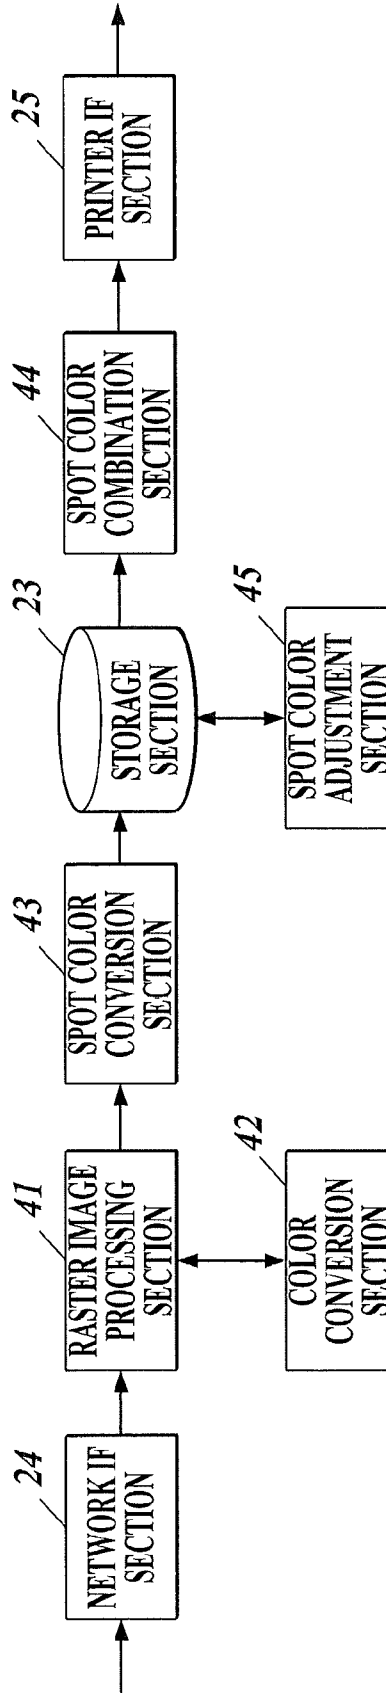 24
NETWORK IF
SECTION
41
RASTER IMAGE
PROCESSING
SECTION
42
COLOR
CONVERSION
SECTION
43
SPOT COLOR
CONVERSION
SECTION
23
STORAGE
SECTION
45
SPOT COLOR
ADJUSTMENT
SECTION
44
SPOT COLOR
COMBINATION
SECTION
25
PRINTER IF
SECTION